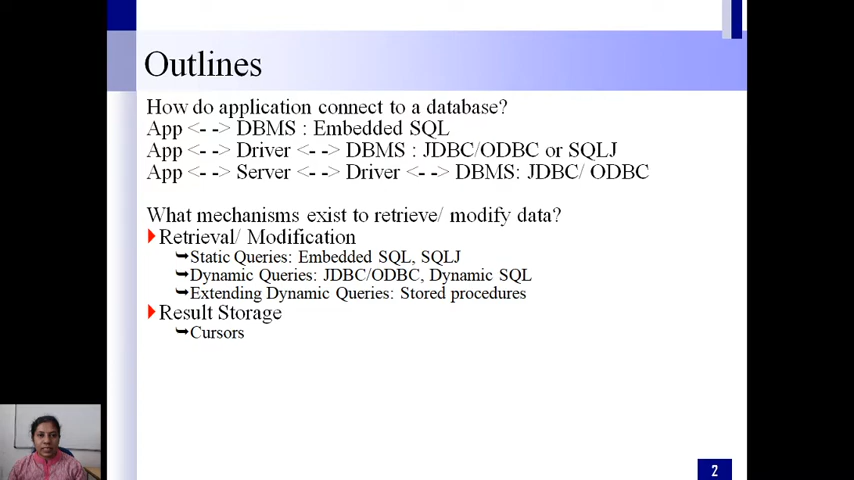 Outlines
How do application connect to a database?
App <- -> DBMS : Embedded SQL
App <- -> Driver <- -> DBMS : JDBC/ODBC or SQLJ
App <- -> Server <- -> Driver <- -> DBMS: JDBC/ ODBC
What mechanisms exist to retrieve/ modify data?
Retrieval/ Modification
Static Queries: Embedded SQL, SQLJ
Dynamic Queries: JDBC/ODBC, Dynamic SQL
Extending Dynamic Queries: Stored procedures
Result Storage
Cursors
2